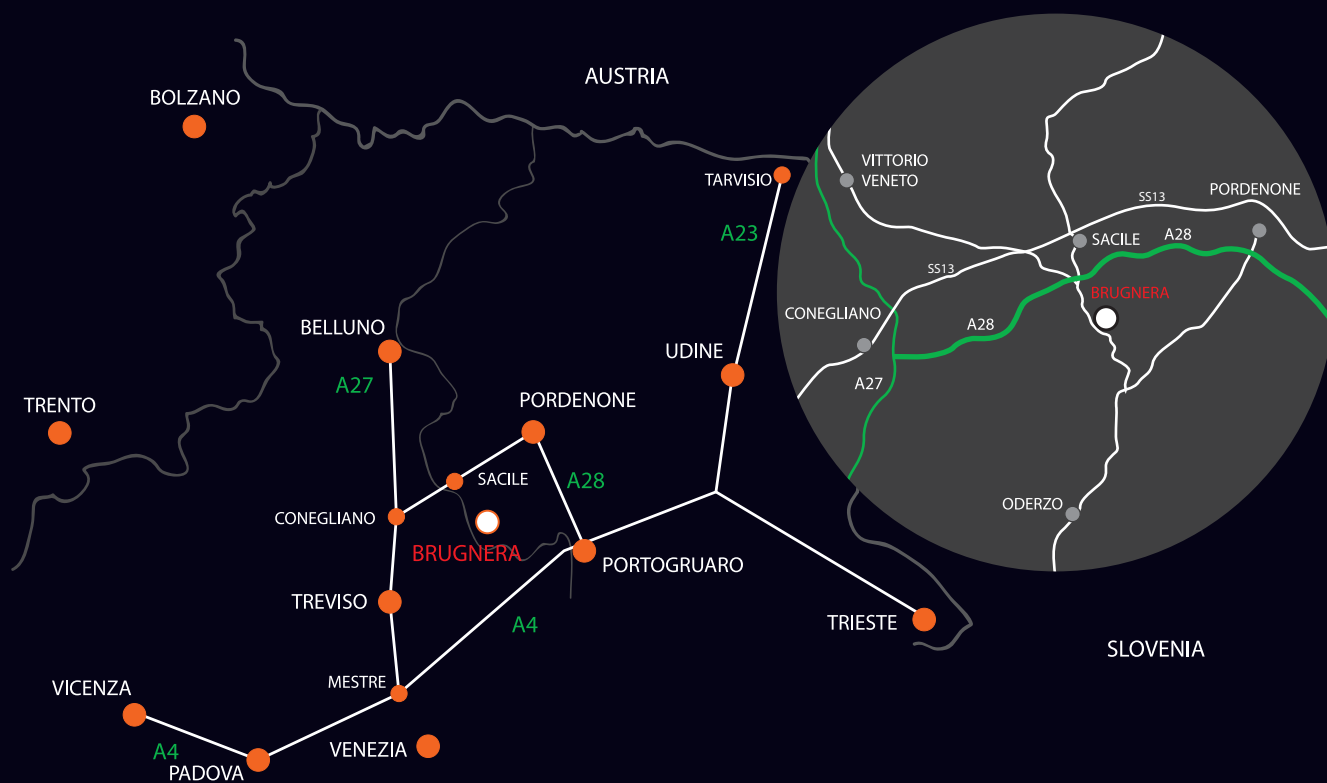 AUSTRIA
BOLZANO
TARVISIO
A23
BELLUNO
A27
UDINE
TRENTO
PORDENONE
SACILE
A28
CONEGLIANO
BRUGNERA
PORTOGRUARO
TREVISO
A4
TRIESTE
SLOVENIA
MESTRE
VICENZA
VENEZIA
A4
PADOVA
VITTORIO
VENETO
PORDENONE
SS13
SACILE
A28
SS13
BRUGNERA
CONEGLIANO
A28
A27
ODERZO